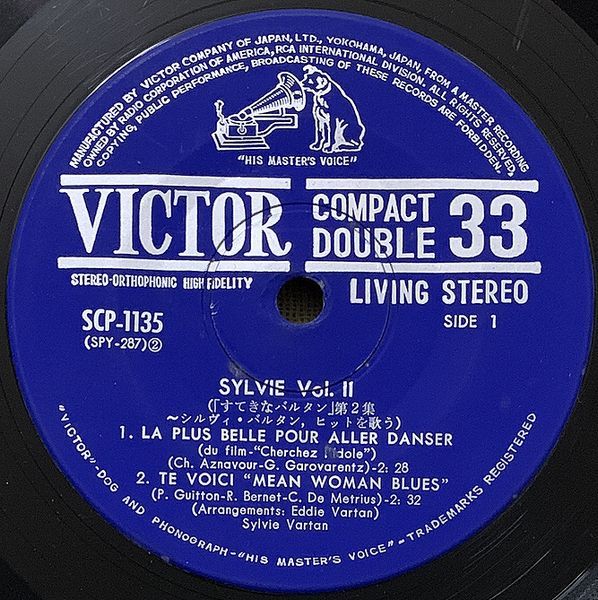 MANUFACTURED BY VICTOR COMPANY OF JAPAN, LTD., YOKOHAMA, JAPAN, FROM A MASTER RECORDING
OWNED BY RADIO CORPORATION OF AMERICA, RCA INTERNATIONAL DIVISION. ALL RIGHTS RESERVED.
COPYING, PUBLIC PERFORMANCE, BROADCASTING OF THESE RECORDS ARE FORBIDDEN.
"HIS MASTER'S VOICE"
VICTOR
COMPACT DOUBLE 33
STEREO-ORTHOPHONIC HIGH FIDELITY
LIVING STEREO
SCP-1135
SIDE 1
(SPY-287)②
SYLVIE Vol. II
(「すてきなバルタン」第2集
～シルヴィ・バルタン, ヒットを歌う)
1. LA PLUS BELLE POUR ALLER DANSER
(du film-"Cherchez l'idole")
(Ch. Aznavour-G. Garovarentz)-2: 28
2. TE VOICI "MEAN WOMAN BLUES"
(P. Guitton-R. Bernet-C. De Metrius)-2: 32
(Arrangements: Eddie Vartan)
Sylvie Vartan
"VICTOR"-DOG AND PHONOGRAPH-"HIS MASTER'S VOICE"-TRADEMARKS REGISTERED